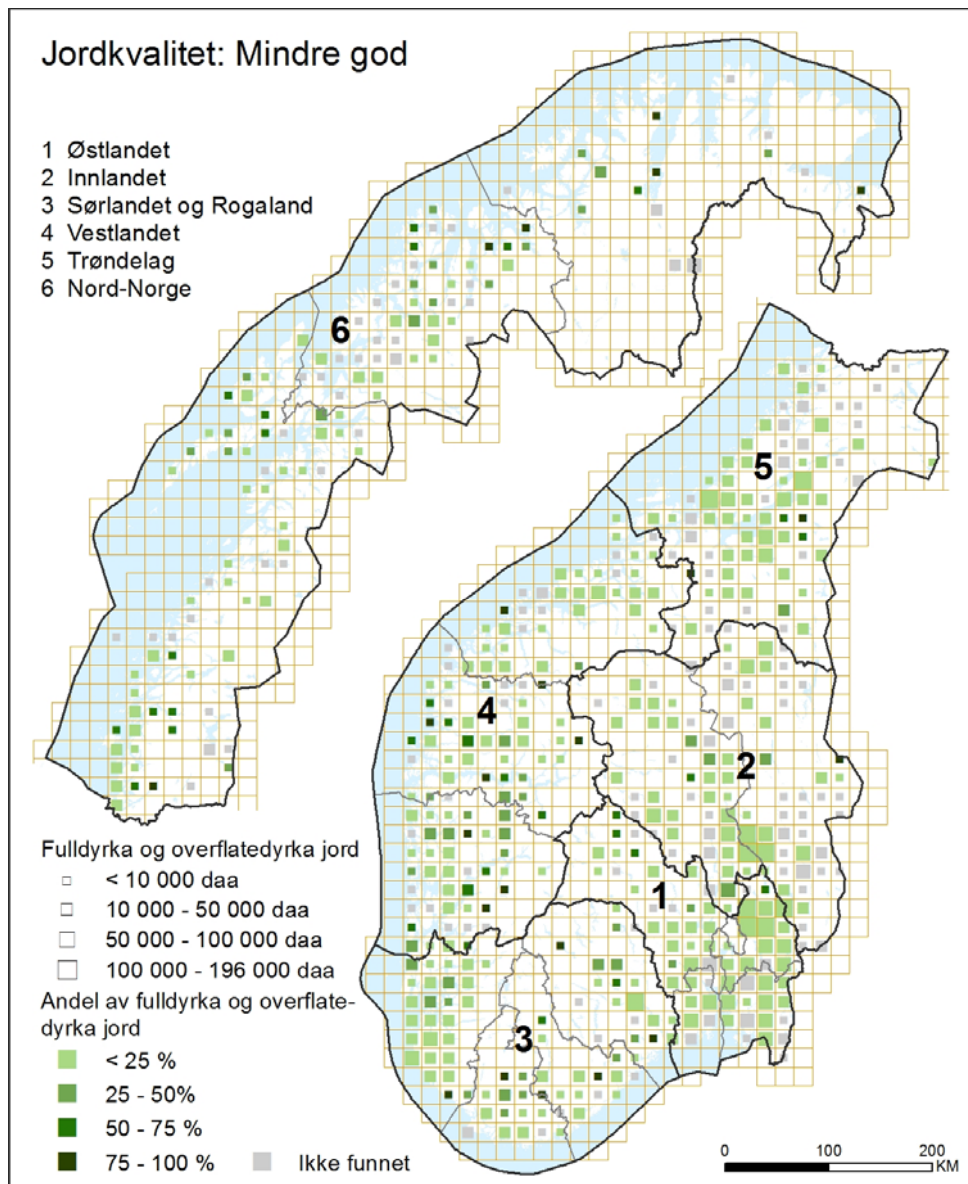 Jordkvalitet: Mindre god
1 Østlandet
2 Innlandet
3 Sørlandet og Rogaland
4 Vestlandet
5 Trøndelag
6 Nord-Norge
6
5
4
2
1
3
Fulldyrka og overflatedyrka jord
< 10 000 daa
10 000 - 50 000 daa
50 000 - 100 000 daa
100 000 - 196 000 daa
Andel av fulldyrka og overflate-
dyrka jord
< 25 %
25 - 50%
50 - 75 %
75 - 100 %
Ikke funnet
0 100 200
KM